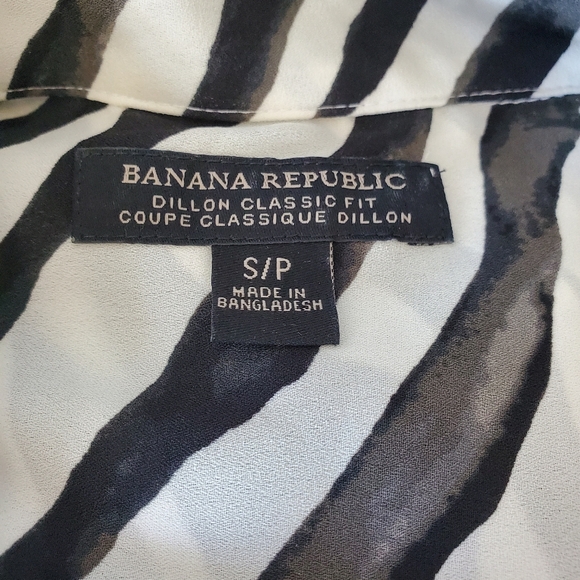 BANANA REPUBLIC
DILLON CLASSIC FIT
COUPE CLASSIQUE DILLON
S/P
MADE IN
BANGLADESH